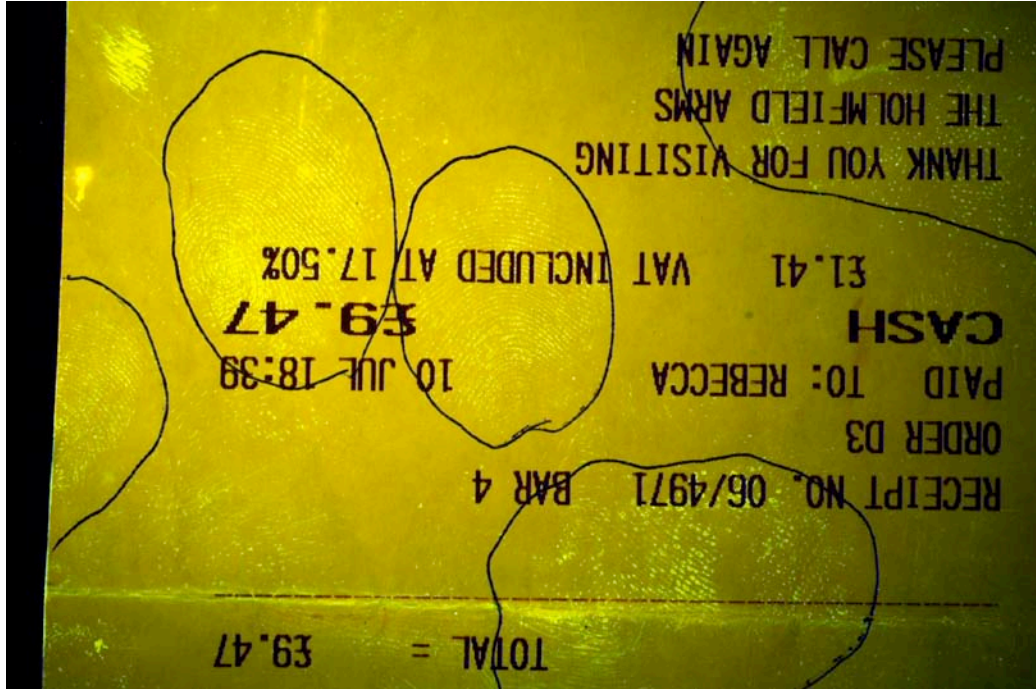 TOTAL = £9.47
RECEIPT NO. 06/4971 BAR 4
ORDER D3
PAID TO: REBECCA 10 JUL 18:39
CASH £9.47
£1.41 VAT INCLUDED AT 17.50%
THANK YOU FOR VISITING
THE HOLMFIELD ARMS
PLEASE CALL AGAIN